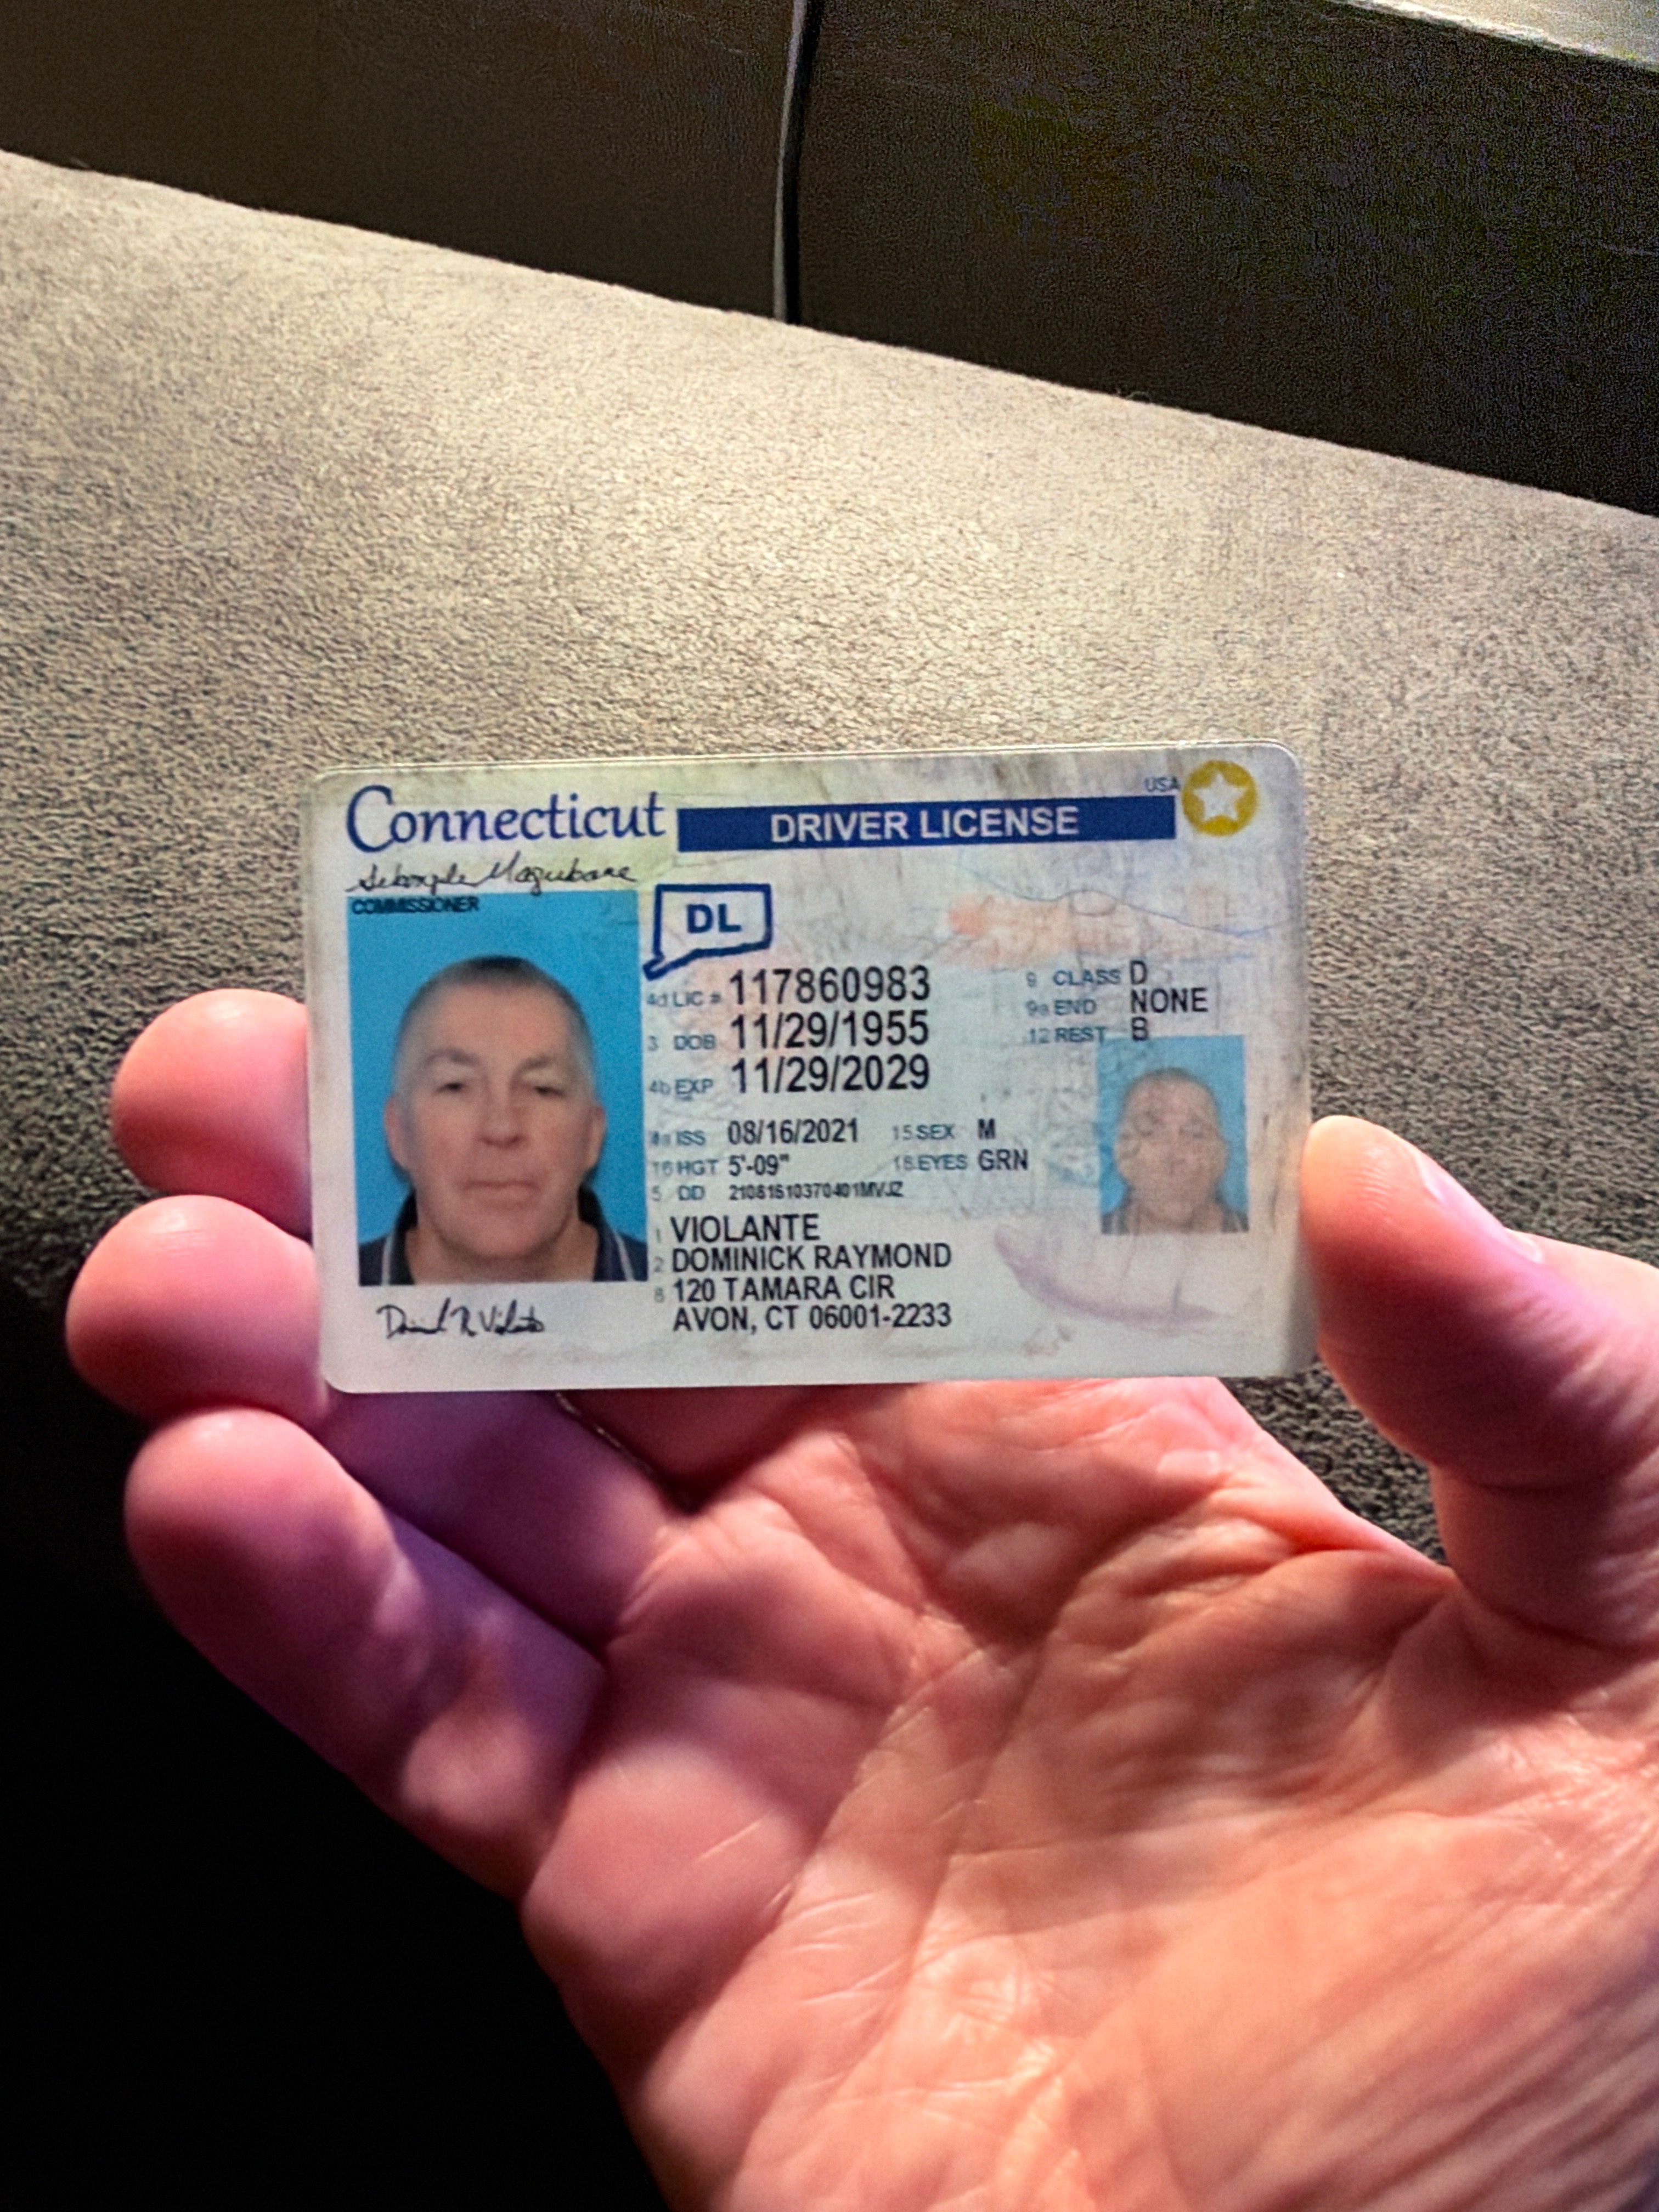 Connecticut
USA
DRIVER LICENSE
COMMISSIONER
DL
4d LIC # 117860983
9 CLASS D
9a END NONE
3 DOB 11/29/1955
12 REST B
4b EXP 11/29/2029
4a ISS 08/16/2021 15 SEX M
16 HGT 5'-09" 18 EYES GRN
5 DD 21081610370401MVJZ
1 VIOLANTE
2 DOMINICK RAYMOND
8 120 TAMARA CIR
AVON, CT 06001-2233